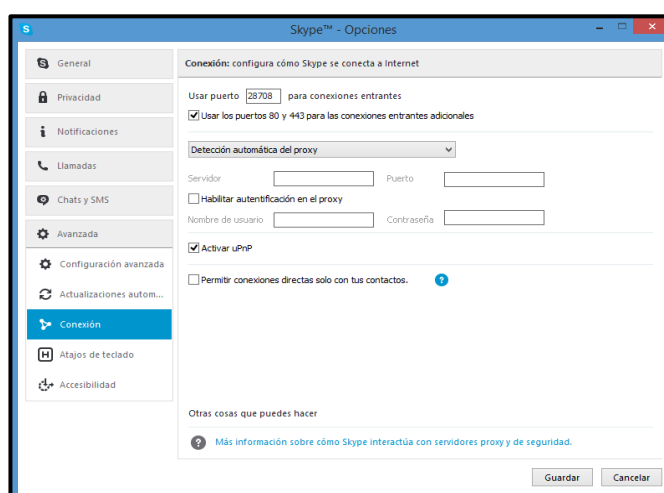 Skype™ - Opciones
General
Privacidad
Notificaciones
Llamadas
Chats y SMS
Avanzada
Configuración avanzada
Actualizaciones autom...
Conexión
Atajos de teclado
Accesibilidad
Conexión: configura cómo Skype se conecta a Internet
Usar puerto 28708 para conexiones entrantes
Usar los puertos 80 y 443 para las conexiones entrantes adicionales
Detección automática del proxy
Servidor Puerto
Habilitar autentificación en el proxy
Nombre de usuario Contraseña
Activar uPnP
Permitir conexiones directas solo con tus contactos.
Otras cosas que puedes hacer
Más información sobre cómo Skype interactúa con servidores proxy y de seguridad.
Guardar Cancelar